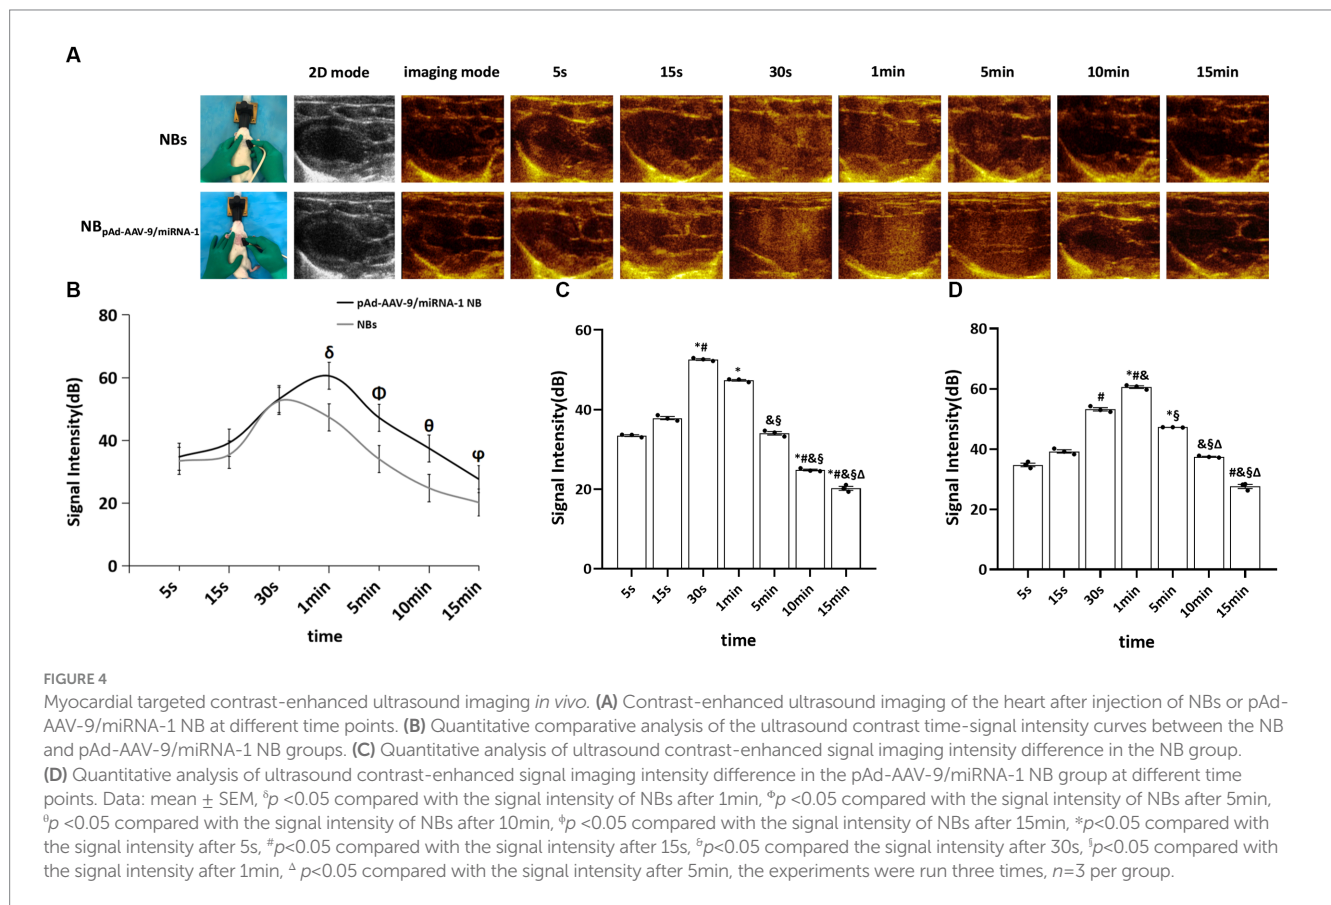 A
2D mode imaging mode 5s 15s 30s 1min 5min 10min 15min
NBs
NBpAd-AAV-9/miRNA-1
B
pAd-AAV-9/miRNA-1 NB
NBs
80
60
40
20
0
Signal Intensity(dB)
δ
Φ
θ
φ
5s 15s 30s 1min 5min 10min 15min
time
C
60
40
20
0
Signal Intensity(dB)
*#
*
&§
*#&§
*#&§Δ
5s 15s 30s 1min 5min 10min 15min
time
D
80
60
40
20
0
Signal Intensity(dB)
#
*#&
*§
&§Δ
#&§Δ
5s 15s 30s 1min 5min 10min 15min
time
FIGURE 4
Myocardial targeted contrast-enhanced ultrasound imaging in vivo. (A) Contrast-enhanced ultrasound imaging of the heart after injection of NBs or pAd-
AAV-9/miRNA-1 NB at different time points. (B) Quantitative comparative analysis of the ultrasound contrast time-signal intensity curves between the NB
and pAd-AAV-9/miRNA-1 NB groups. (C) Quantitative analysis of ultrasound contrast-enhanced signal imaging intensity difference in the NB group.
(D) Quantitative analysis of ultrasound contrast-enhanced signal imaging intensity difference in the pAd-AAV-9/miRNA-1 NB group at different time
points. Data: mean ± SEM, δp <0.05 compared with the signal intensity of NBs after 1min, Φp <0.05 compared with the signal intensity of NBs after 5min,
θp <0.05 compared with the signal intensity of NBs after 10min, ϕp <0.05 compared with the signal intensity of NBs after 15min, *p<0.05 compared with
the signal intensity after 5s, #p<0.05 compared with the signal intensity after 15s, &p<0.05 compared the signal intensity after 30s, §p<0.05 compared with
the signal intensity after 1min, Δ p<0.05 compared with the signal intensity after 5min, the experiments were run three times, n=3 per group.